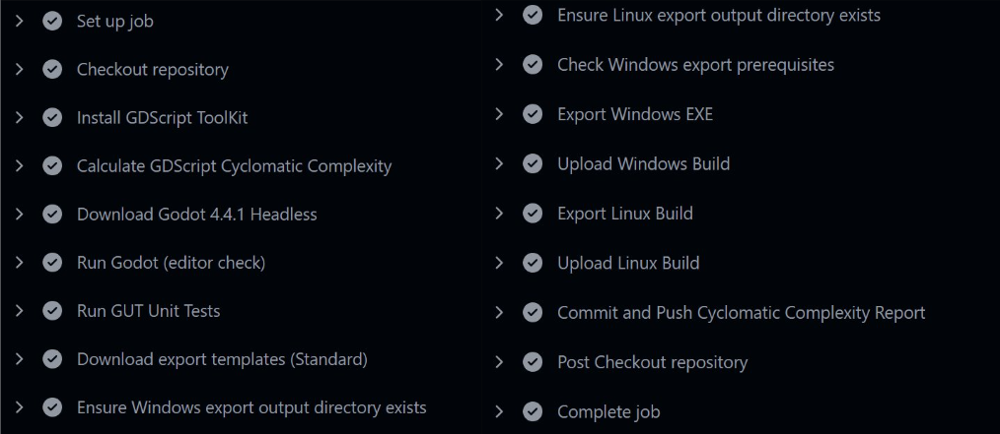 Set up job
Checkout repository
Install GDScript ToolKit
Calculate GDScript Cyclomatic Complexity
Download Godot 4.4.1 Headless
Run Godot (editor check)
Run GUT Unit Tests
Download export templates (Standard)
Ensure Windows export output directory exists
Ensure Linux export output directory exists
Check Windows export prerequisites
Export Windows EXE
Upload Windows Build
Export Linux Build
Upload Linux Build
Commit and Push Cyclomatic Complexity Report
Post Checkout repository
Complete job